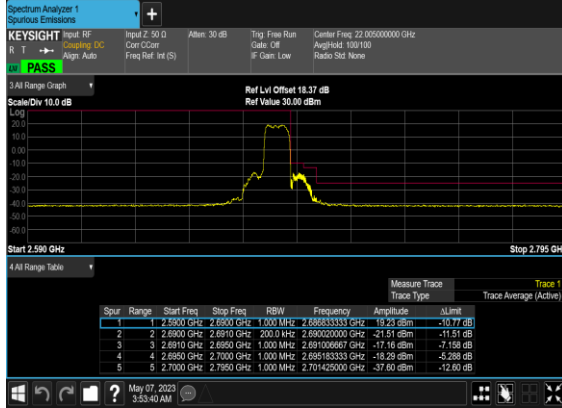 Spectrum Analyzer 1
Spurious Emissions
+
KEYSIGHT Input: RF Input Z: 50 Ω Atten: 30 dB Trig: Free Run Center Freq: 22.005000000 GHz
R T Coupling: DC Corr CCorr Gate: Off Avg|Hold: 100/100
Align: Auto Freq Ref: Int (S) IF Gain: Low Radio Std: None
LXI PASS
3 All Range Graph
Ref Lvl Offset 18.37 dB
Scale/Div 10.0 dB Ref Value 30.00 dBm
Log
20.0
10.0
0.00
-10.0
-20.0
-30.0
-40.0
-50.0
-60.0
Start 2.590 GHz Stop 2.795 GH
4 All Range Table
Measure Trace Trace 1
Trace Type Trace Average (Active)
Spur Range Start Freq Stop Freq RBW Frequency Amplitude ΔLimit
1 1 2.5900 GHz 2.6900 GHz 1.000 MHz 2.686833333 GHz 19.23 dBm -10.77 dB
2 2 2.6900 GHz 2.6910 GHz 200.0 kHz 2.690020000 GHz -21.51 dBm -11.51 dB
3 3 2.6910 GHz 2.6950 GHz 1.000 MHz 2.691006667 GHz -17.16 dBm -7.158 dB
4 4 2.6950 GHz 2.7000 GHz 1.000 MHz 2.695183333 GHz -18.29 dBm -5.288 dB
5 5 2.7000 GHz 2.7950 GHz 1.000 MHz 2.701425000 GHz -37.60 dBm -12.60 dB
? May 07, 2023
3:53:40 AM